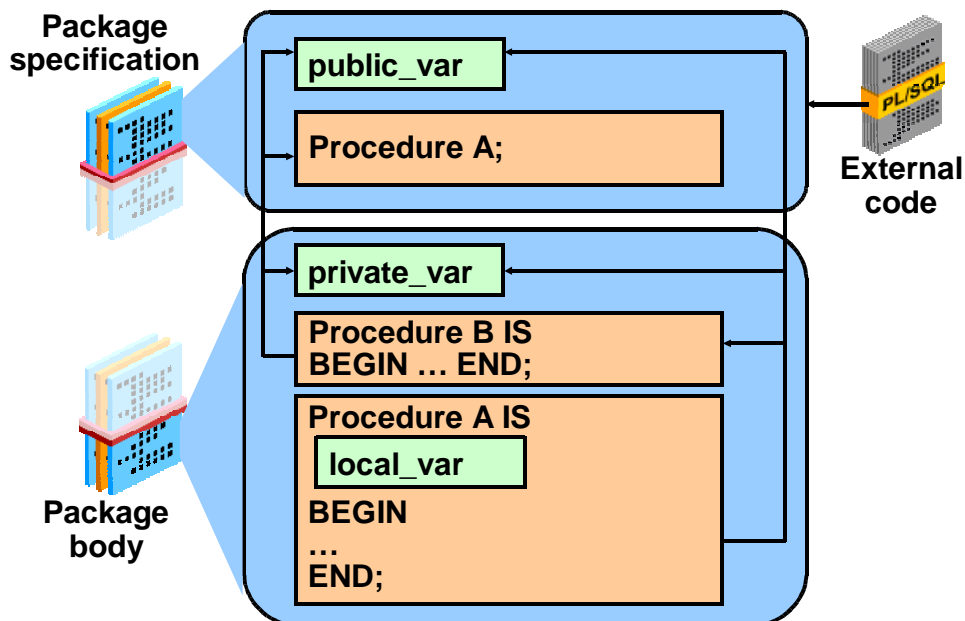 Package
specification
public_var
Procedure A;
PL/SQL
External
code
private_var
Procedure B IS
BEGIN … END;
Procedure A IS
local_var
BEGIN
…
END;
Package
body